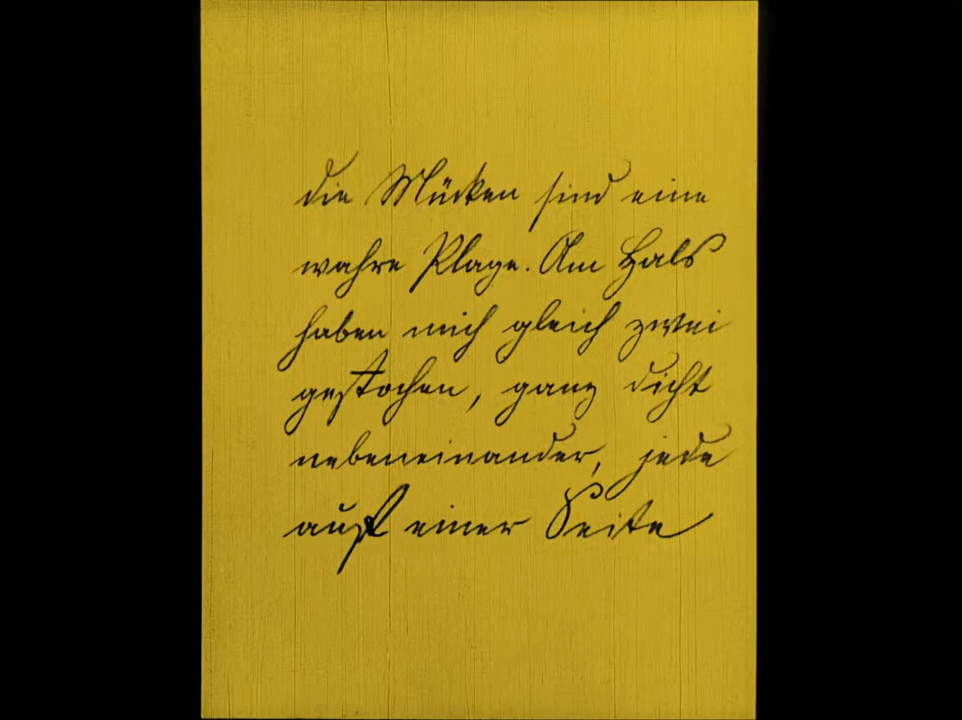 die Mücken sind eine
wahre Plage. Am Hals
haben mich gleich zwei
gestochen, ganz dicht
nebeneinander, jede
auf einer Seite